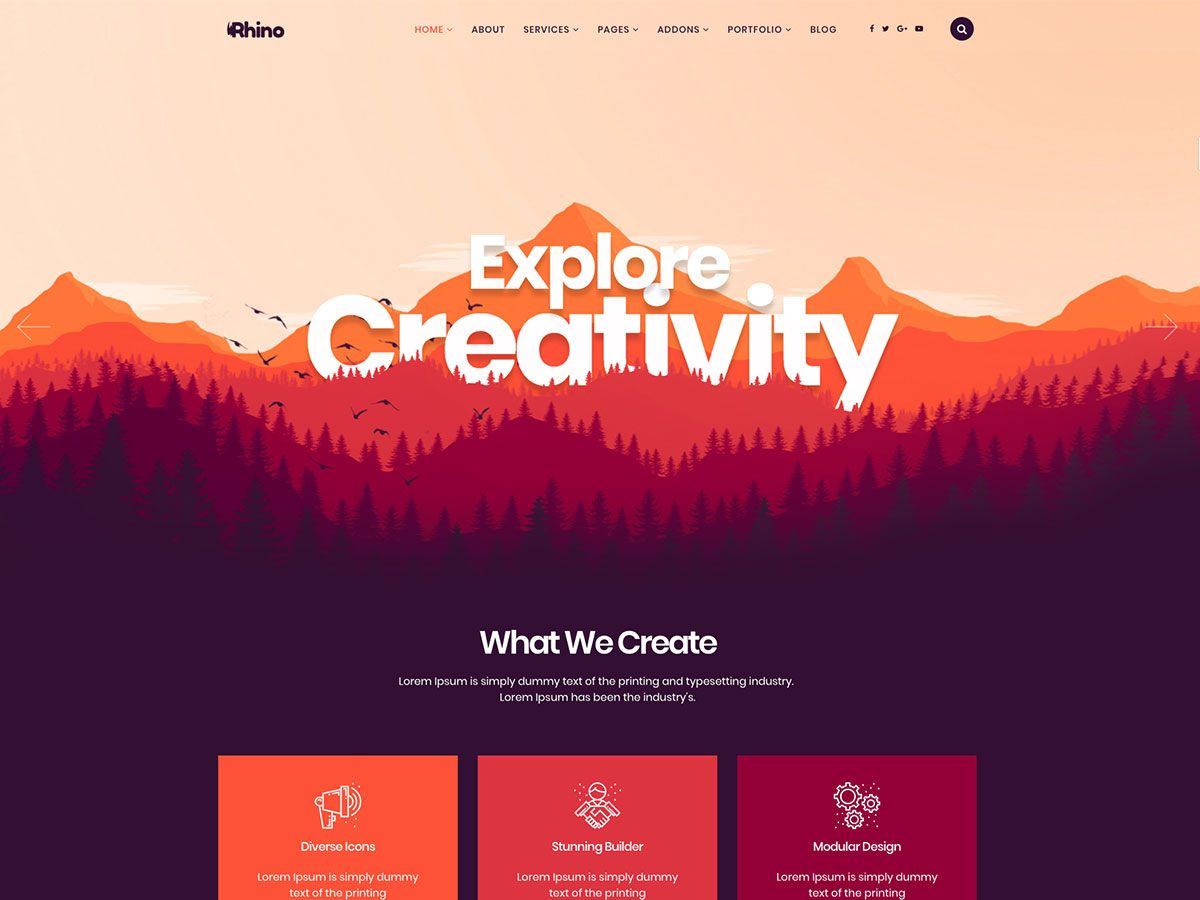 Rhino
HOME ABOUT SERVICES PAGES ADDONS PORTFOLIO BLOG
Explore
Creativity
What We Create
Lorem Ipsum is simply dummy text of the printing and typesetting industry.
Lorem Ipsum has been the industry's.
Diverse Icons
Lorem Ipsum is simply dummy
text of the printing
Stunning Builder
Lorem Ipsum is simply dummy
text of the printing
Modular Design
Lorem Ipsum is simply dummy
text of the printing